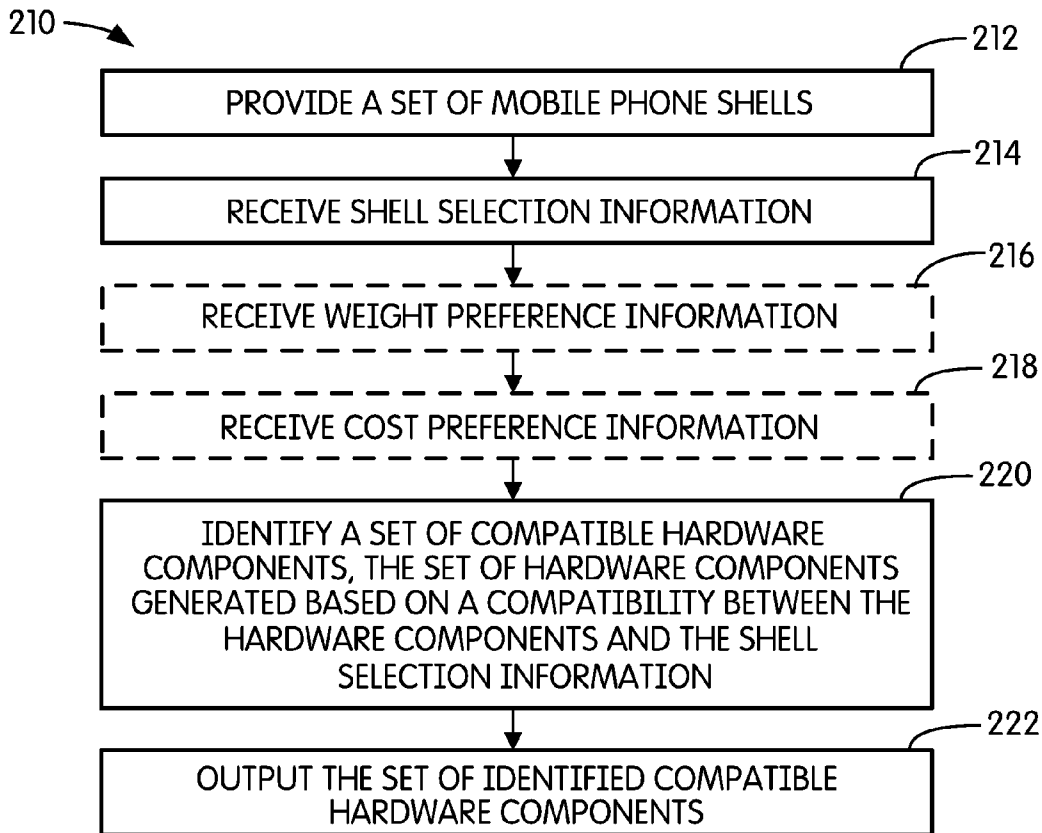 210
212
PROVIDE A SET OF MOBILE PHONE SHELLS
214
RECEIVE SHELL SELECTION INFORMATION
216
RECEIVE WEIGHT PREFERENCE INFORMATION
218
RECEIVE COST PREFERENCE INFORMATION
220
IDENTIFY A SET OF COMPATIBLE HARDWARE
COMPONENTS, THE SET OF HARDWARE COMPONENTS
GENERATED BASED ON A COMPATIBILITY BETWEEN THE
HARDWARE COMPONENTS AND THE SHELL
SELECTION INFORMATION
222
OUTPUT THE SET OF IDENTIFIED COMPATIBLE
HARDWARE COMPONENTS